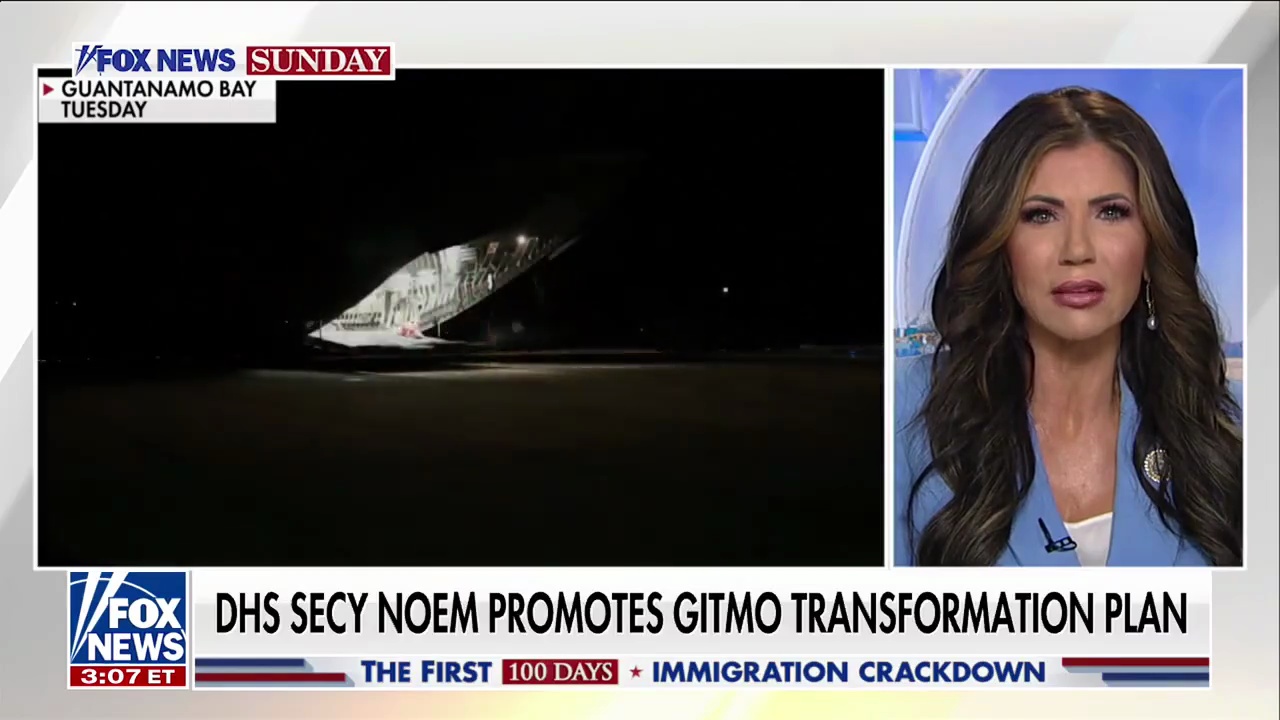 FOX NEWS SUNDAY
GUANTANAMO BAY
TUESDAY
FOX
NEWS
3:07 ET
DHS SECY NOEM PROMOTES GITMO TRANSFORMATION PLAN
THE FIRST 100 DAYS ★ IMMIGRATION CRACKDOWN